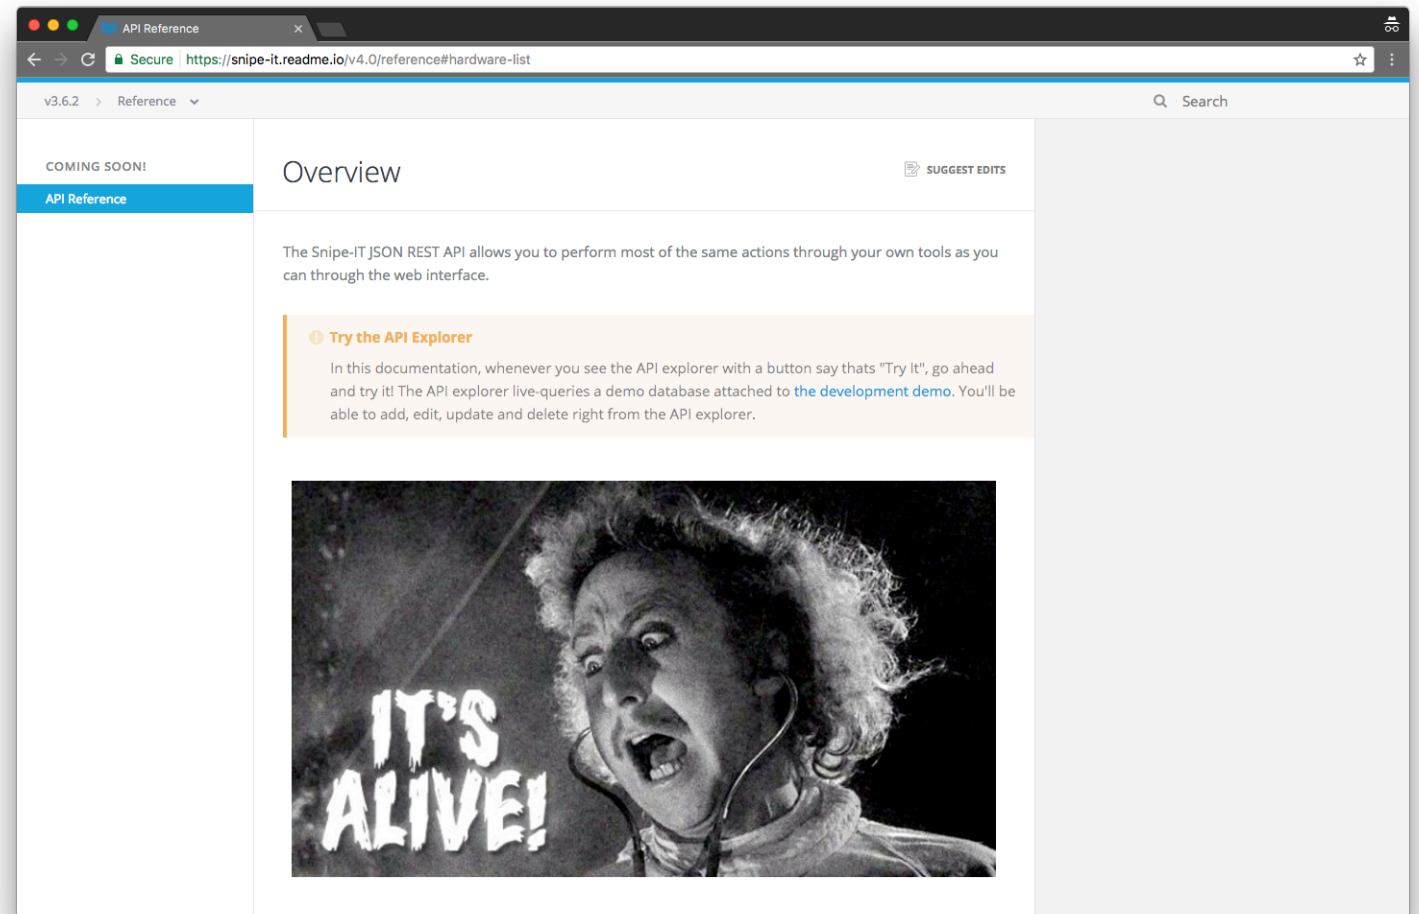 API Reference
Secure https://snipe-it.readme.io/v4.0/reference#hardware-list
v3.6.2 Reference Search
COMING SOON!
API Reference
Overview
SUGGEST EDITS
The Snipe-IT JSON REST API allows you to perform most of the same actions through your own tools as you
can through the web interface.
Try the API Explorer
In this documentation, whenever you see the API explorer with a button say thats "Try It", go ahead
and try it! The API explorer live-queries a demo database attached to the development demo. You'll be
able to add, edit, update and delete right from the API explorer.
IT'S
ALIVE!